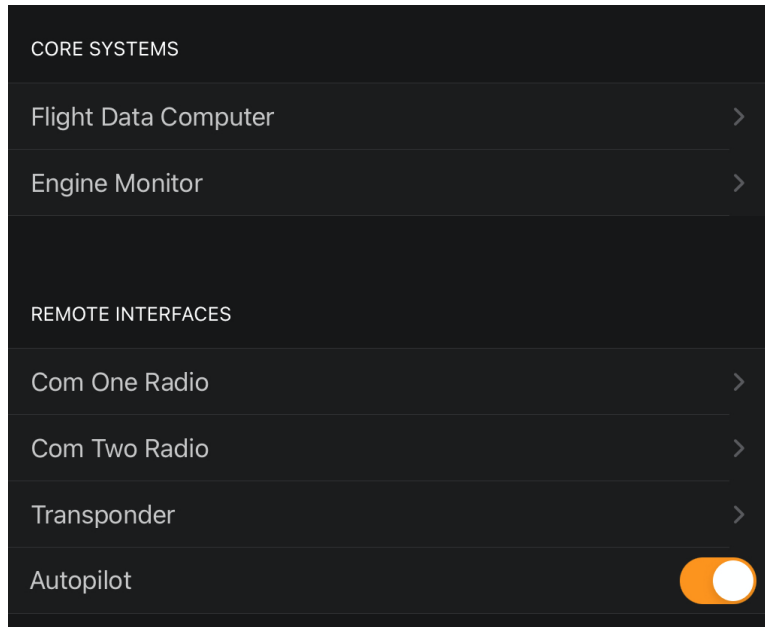 CORE SYSTEMS
Flight Data Computer
Engine Monitor
REMOTE INTERFACES
Com One Radio
Com Two Radio
Transponder
Autopilot